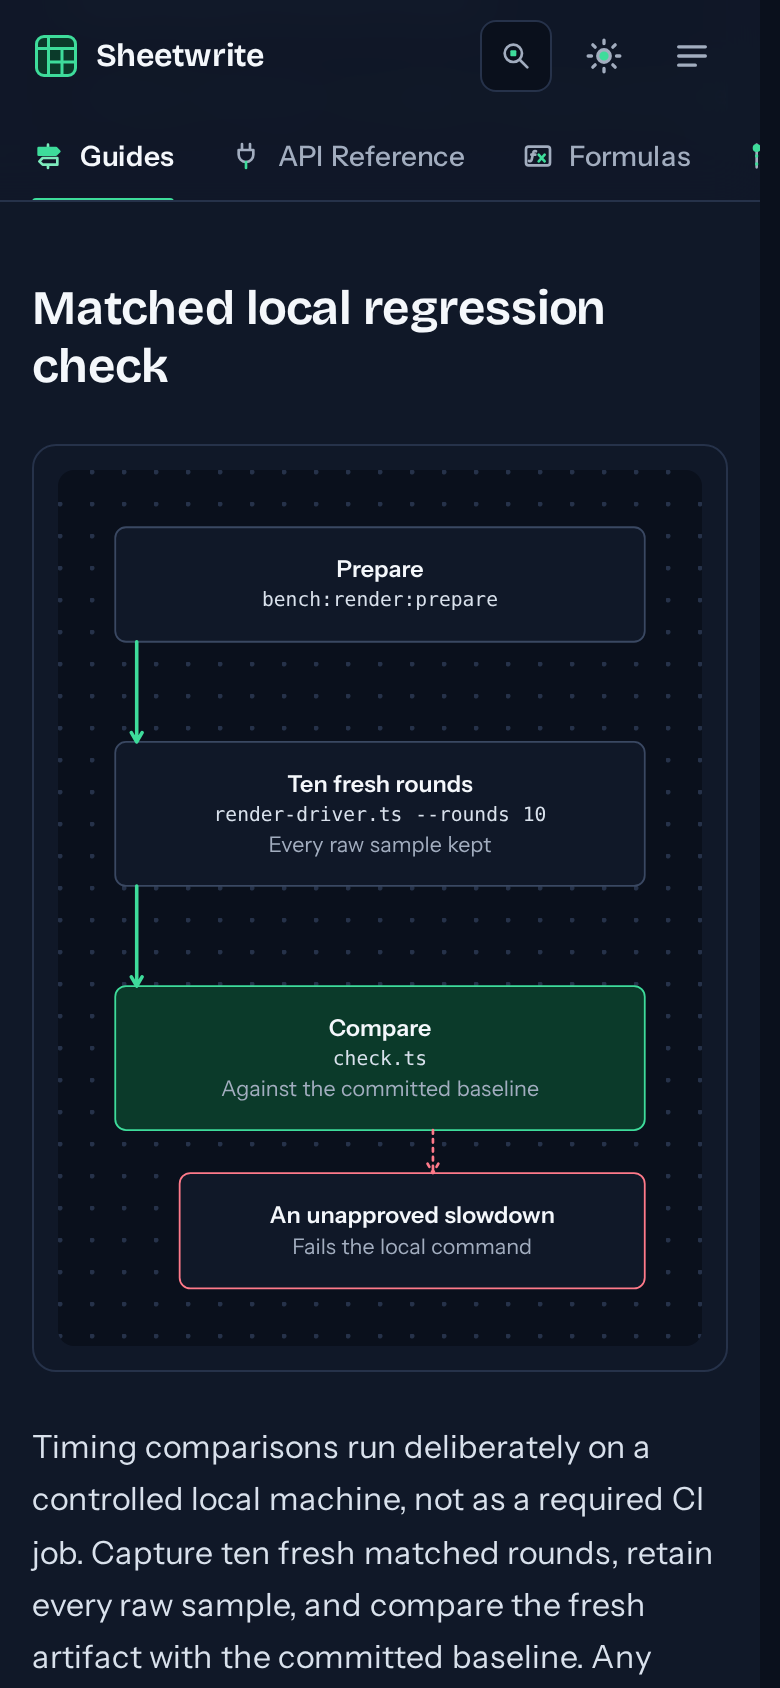 Sheetwrite
Guides
API Reference
Formulas
Matched local regression
check
Prepare
bench:render:prepare
Ten fresh rounds
render-driver.ts --rounds 10
Every raw sample kept
Compare
check.ts
Against the committed baseline
An unapproved slowdown
Fails the local command
Timing comparisons run deliberately on a
controlled local machine, not as a required CI
job. Capture ten fresh matched rounds, retain
every raw sample, and compare the fresh
artifact with the committed baseline. Any